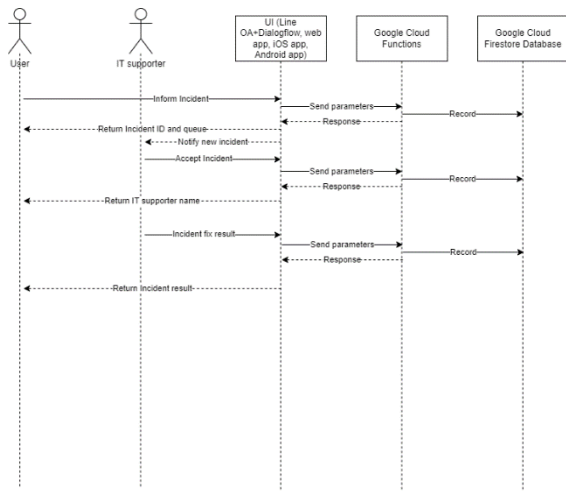 User
IT supporter
UI (Line
OA+Dialogflow, web
app, iOS app,
Android app)
Google Cloud
Functions
Google Cloud
Firestore Database
Inform Incident
Send parameters
Record
Response
Return Incident ID and queue
Notify new incident
Accept Incident
Send parameters
Record
Response
Return IT supporter name
Incident fix result
Send parameters
Record
Response
Return Incident result